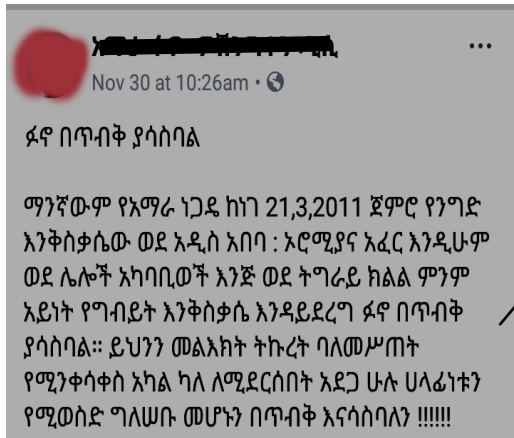 Nov 30 at 10:26am
ፉኖ በጥብቅ ያሳስባል
ማንኛውም የአማራ ነጋዴ ከነገ 21,3,2011 ጀምሮ የንግድ
እንቅስቃሴው ወደ አዲስ አበባ : ኦሮሚያና አፈር እንዲሁም
ወደ ሌሎች አካባቢወች እንጅ ወደ ትግራይ ክልል ምንም
አይነት የግብይት እንቅስቃሴ እንዳይደረግ ፉኖ በጥብቅ
ያሳስባል። ይህንን መልእክት ትኩረት ባለመሥጠት
የሚንቀሳቀስ አካል ካለ ለሚደርሰበት አደጋ ሁሉ ሀላፊነቱን
የሚወስድ ግለሠቡ መሆኑን በጥብቅ እናሳስባለን !!!!!!